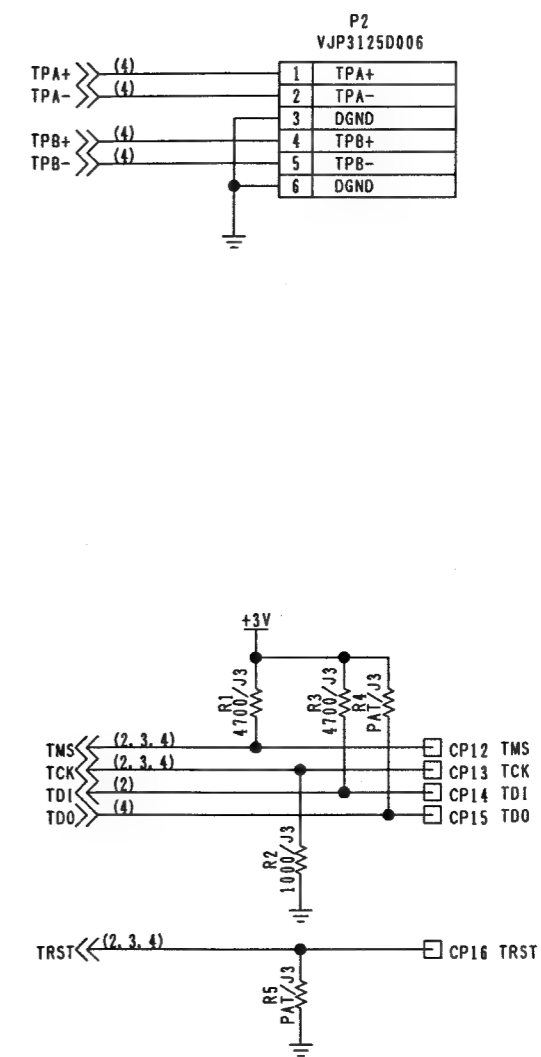 P2
VJP3125D006
TPA+ (4) 1 TPA+
TPA- (4) 2 TPA-
3 DGND
TPB+ (4) 4 TPB+
TPB- (4) 5 TPB-
6 DGND
+3V
R1 4700/J3
R3 4700/J3
R4 PAT/J3
TMS (2, 3, 4) CP12 TMS
TCK (2, 3, 4) CP13 TCK
TDI (2) CP14 TDI
TDO (4) CP15 TDO
R2 1000/J3
TRST (2, 3, 4) CP16 TRST
R5 PAT/J3